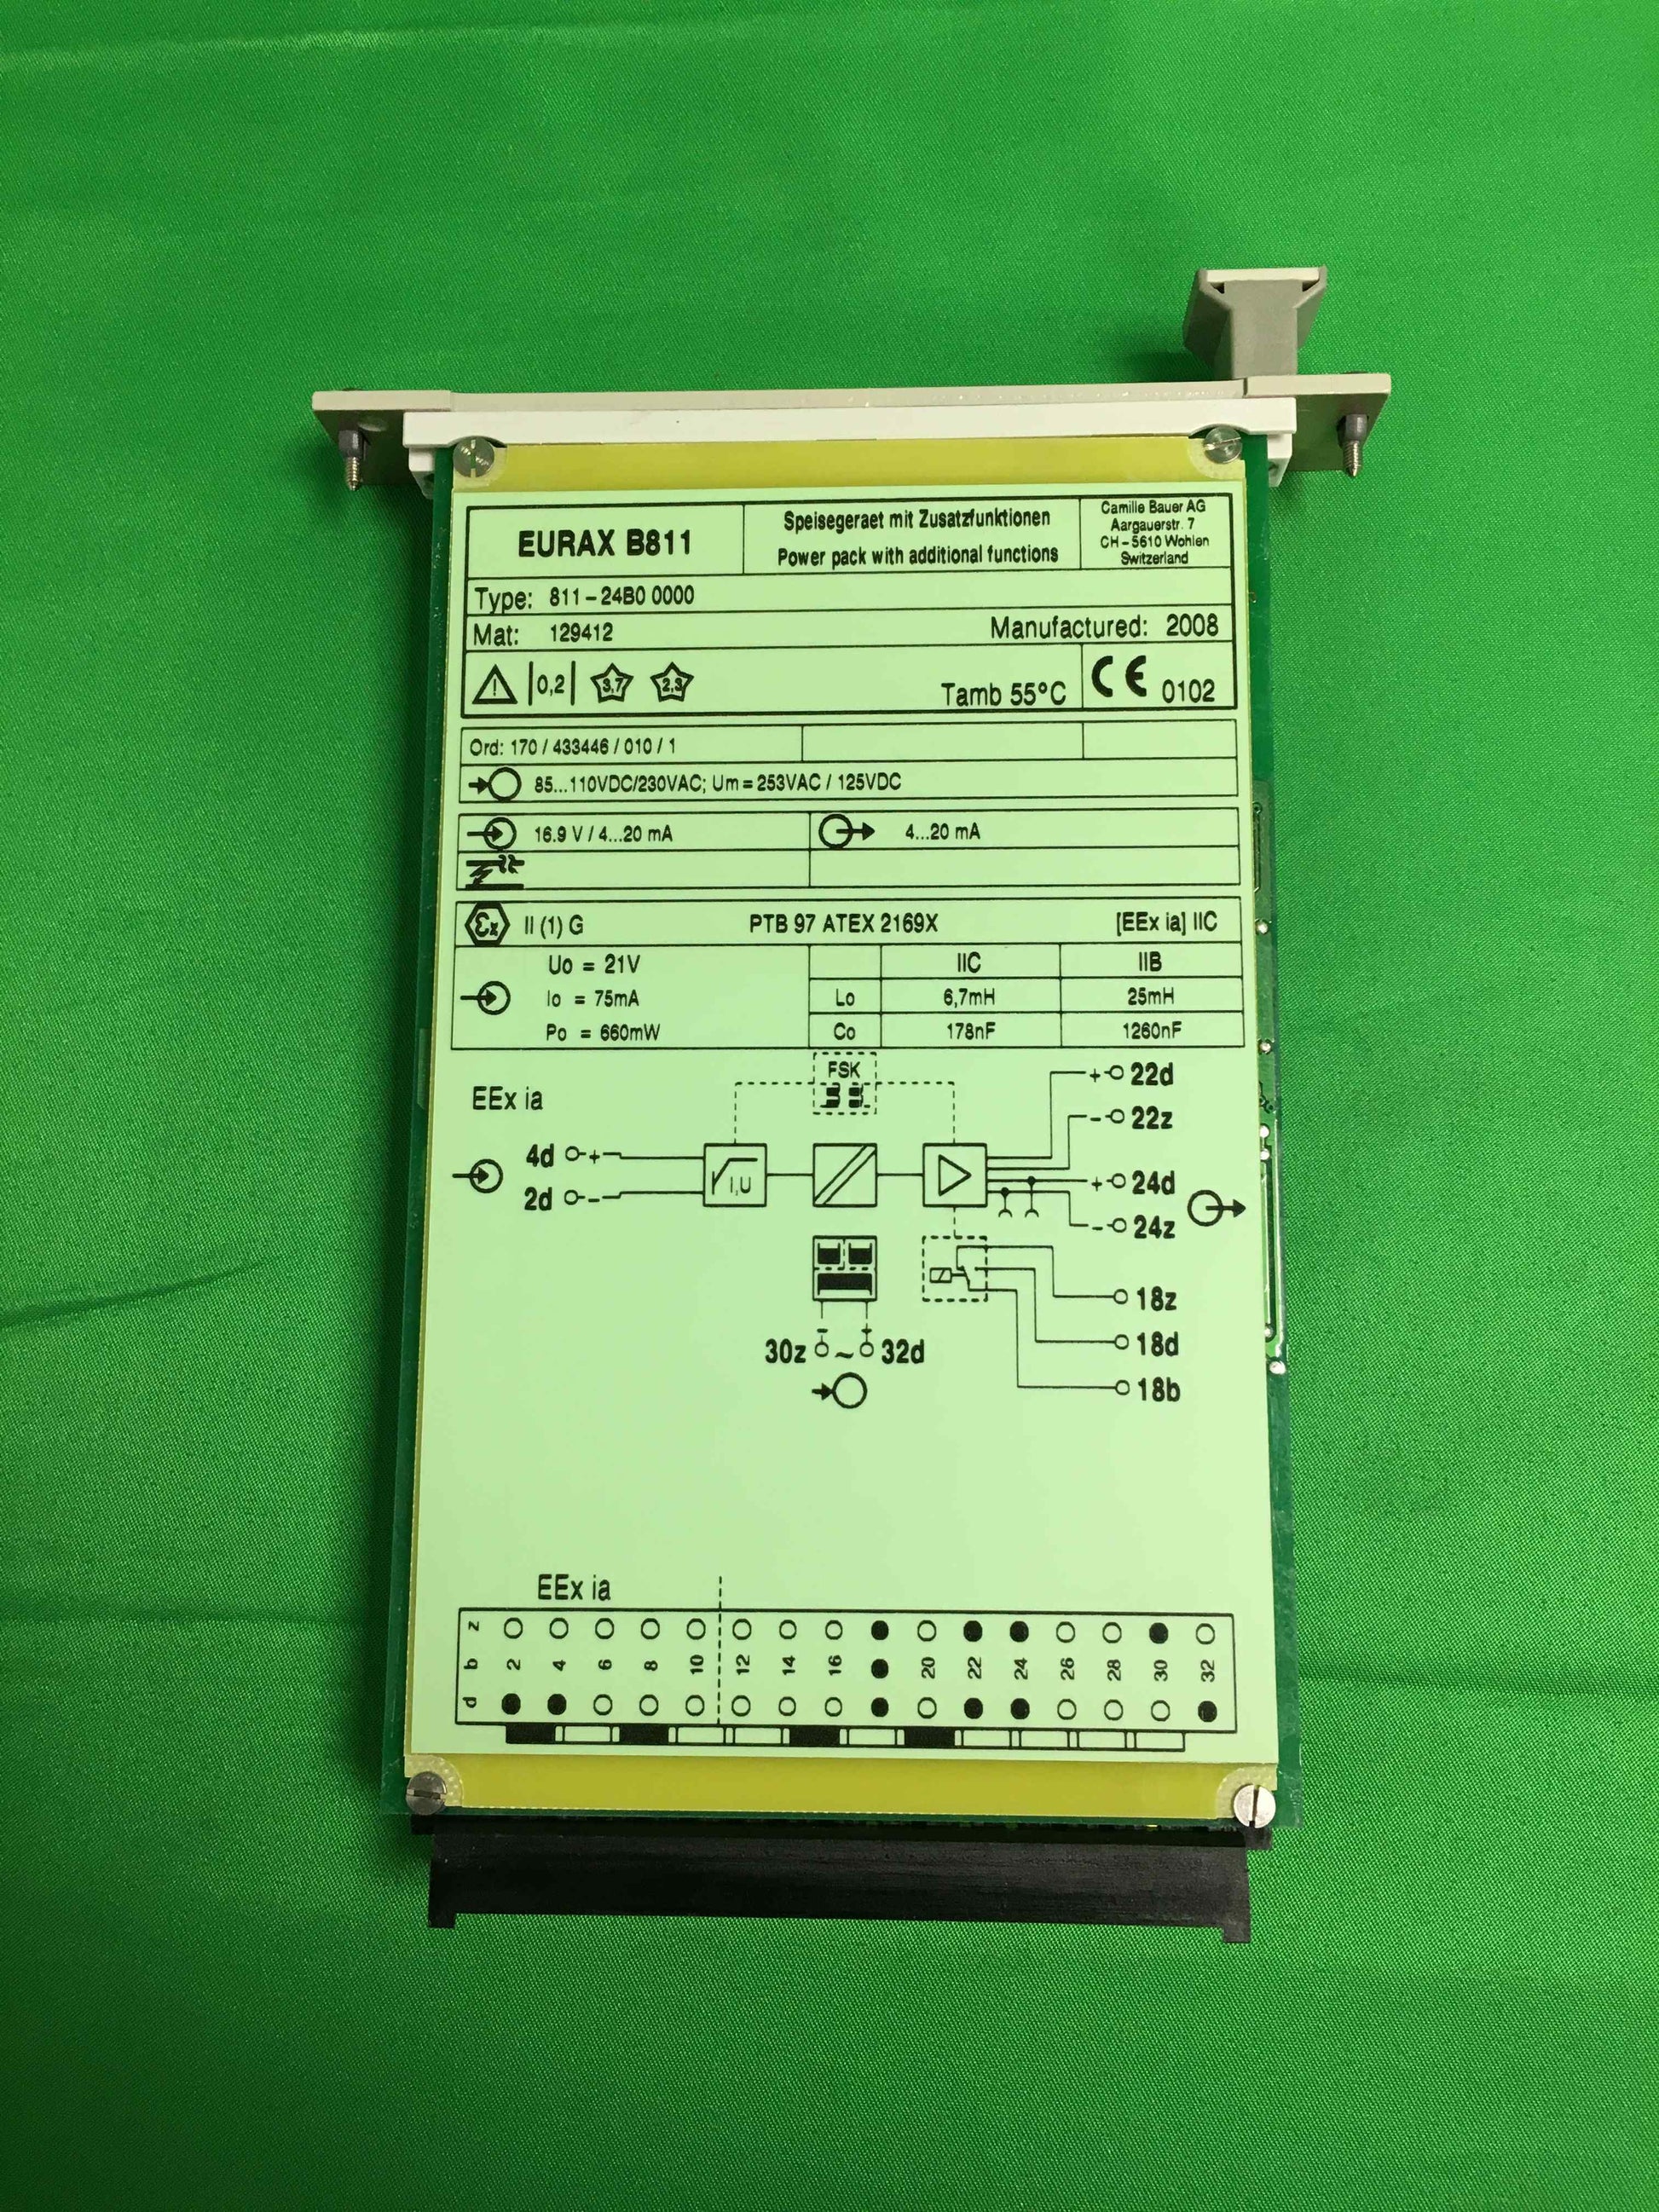 EURAX B811
Speisegeraet mit Zusatzfunktionen
Power pack with additional functions
Camille Bauer AG
Aargauerstr. 7
CH-5610 Wohlen
Switzerland
Type: 811-24B0 0000
Mat: 129412
Manufactured: 2008
0,2 3,7 2,3
Tamb 55°C
CE 0102
Ord: 170 / 433446 / 010 / 1
85...110VDC/230VAC; Um = 253VAC / 125VDC
16.9 V / 4...20 mA
4...20 mA
Ex II (1) G PTB 97 ATEX 2169X [EEx ia] IIC
Uo = 21V
Io = 75mA
Po = 660mW
IIC IIB
Lo 6,7mH 25mH
Co 178nF 1260nF
FSK
EEx ia
4d +
2d -
I,U
+ 22d
- 22z
+ 24d
- 24z
18z
18d
18b
30z ~ 32d
EEx ia
z
b 2 4 6 8 10 12 14 16 20 22 24 26 28 30 32
d